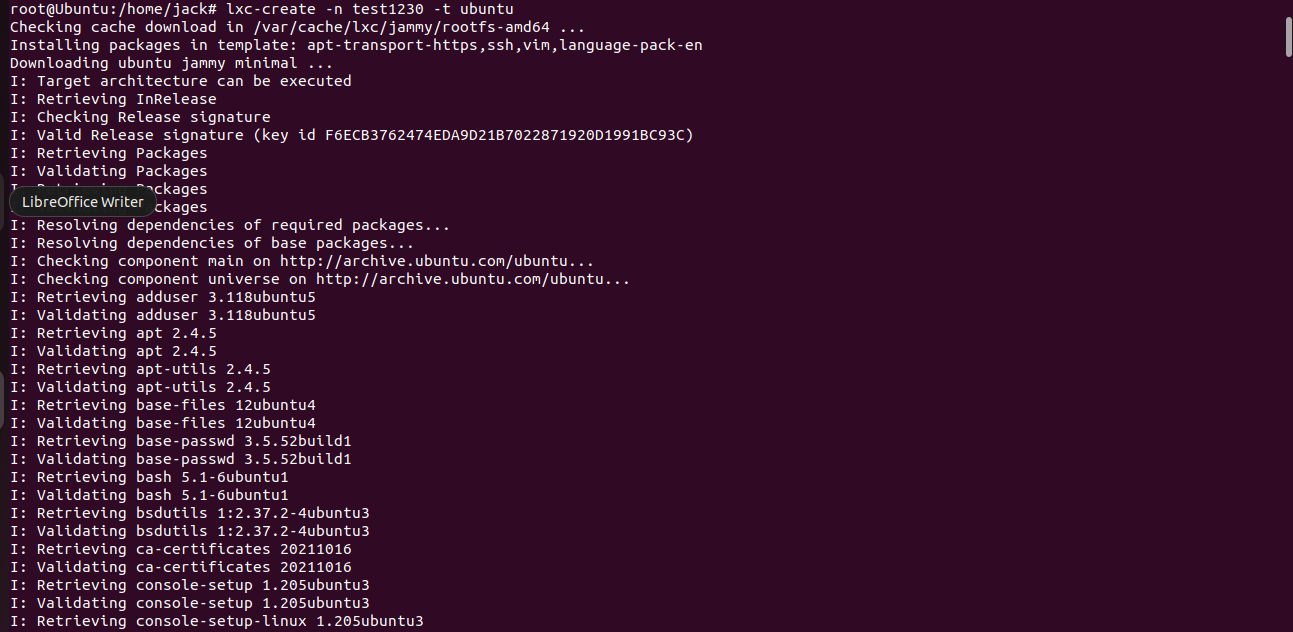 root@Ubuntu:/home/jack# lxc-create -n test1230 -t ubuntu
Checking cache download in /var/cache/lxc/jammy/rootfs-amd64 ...
Installing packages in template: apt-transport-https,ssh,vim,language-pack-en
Downloading ubuntu jammy minimal ...
I: Target architecture can be executed
I: Retrieving InRelease
I: Checking Release signature
I: Valid Release signature (key id F6ECB3762474EDA9D21B7022871920D1991BC93C)
I: Retrieving Packages
I: Validating Packages
I: Retrieving Packages
LibreOffice Writer
ckages
I: Resolving dependencies of required packages...
I: Resolving dependencies of base packages...
I: Checking component main on http://archive.ubuntu.com/ubuntu...
I: Checking component universe on http://archive.ubuntu.com/ubuntu...
I: Retrieving adduser 3.118ubuntu5
I: Validating adduser 3.118ubuntu5
I: Retrieving apt 2.4.5
I: Validating apt 2.4.5
I: Retrieving apt-utils 2.4.5
I: Validating apt-utils 2.4.5
I: Retrieving base-files 12ubuntu4
I: Validating base-files 12ubuntu4
I: Retrieving base-passwd 3.5.52build1
I: Validating base-passwd 3.5.52build1
I: Retrieving bash 5.1-6ubuntu1
I: Validating bash 5.1-6ubuntu1
I: Retrieving bsdutils 1:2.37.2-4ubuntu3
I: Validating bsdutils 1:2.37.2-4ubuntu3
I: Retrieving ca-certificates 20211016
I: Validating ca-certificates 20211016
I: Retrieving console-setup 1.205ubuntu3
I: Validating console-setup 1.205ubuntu3
I: Retrieving console-setup-linux 1.205ubuntu3